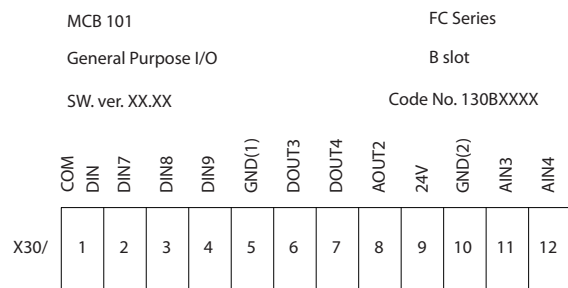 MCB 101 FC Series
General Purpose I/O B slot
SW. ver. XX.XX Code No. 130BXXXX
COM DIN DIN7 DIN8 DIN9 GND(1) DOUT3 DOUT4 AOUT2 24V GND(2) AIN3 AIN4
X30/ 1 2 3 4 5 6 7 8 9 10 11 12